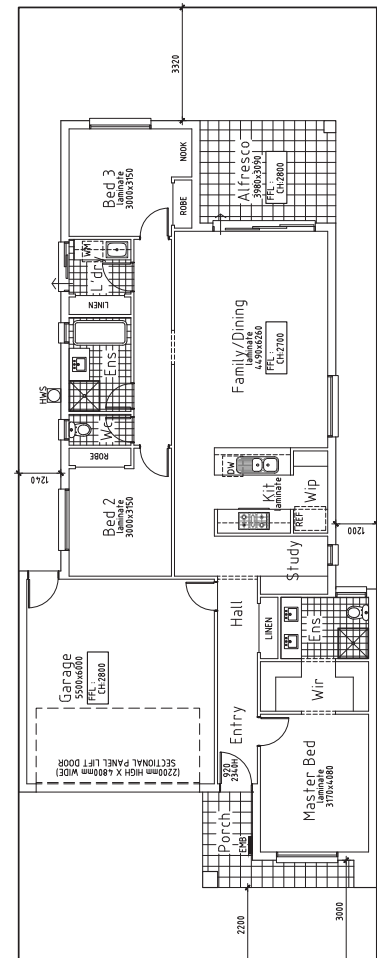 3320
Bed 3
laminate
3000x3150
NOOK
ROBE
Alfresco
3980x3090
FFL :
CH:2800
WM
L'dry
LINEN
Ens
HWS
WC
ROBE
1240
Bed 2
laminate
3000x3150
Family/Dining
laminate
4490x6260
FFL :
CH:2700
DW
Kit
laminate
REF
Wip
Study
1200
Garage
5500x6000
FFL :
CH:2800
SECTIONAL PANEL LIFT DOOR
(2200mm HIGH X 4800mm WIDE)
Hall
LINEN
Ens
Wir
Entry
920
2340H
Master Bed
laminate
3170x4080
Porch
EMB
2200
3000